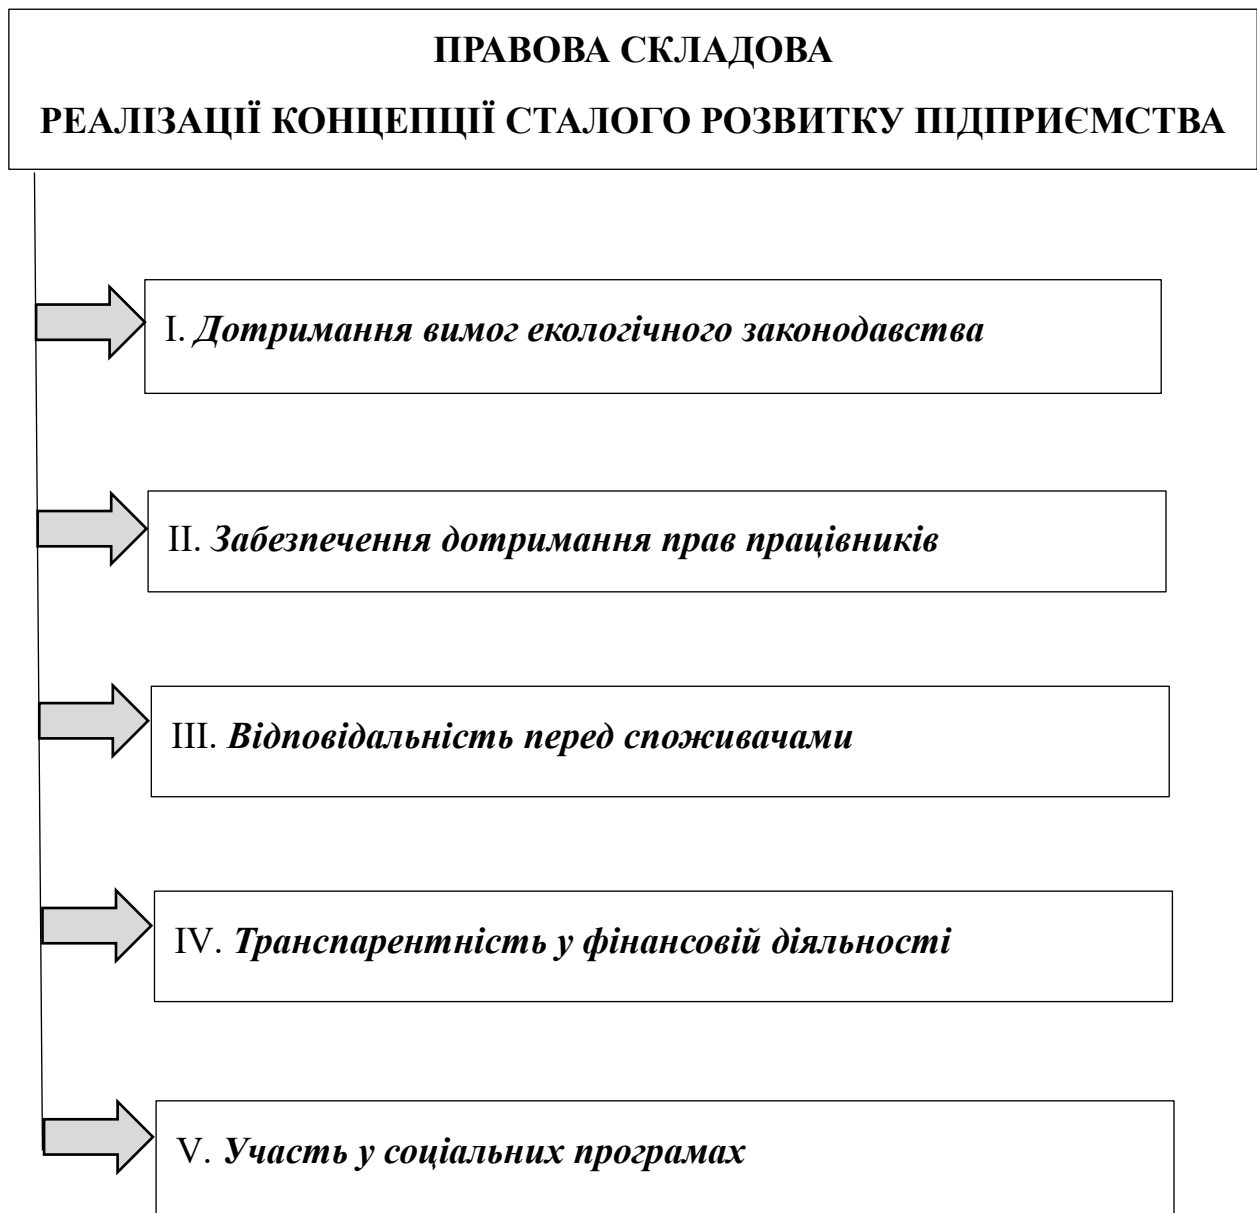 ПРАВОВА СКЛАДОВА
РЕАЛІЗАЦІЇ КОНЦЕПЦІЇ СТАЛОГО РОЗВИТКУ ПІДПРИЄМСТВА
I. Дотримання вимог екологічного законодавства
II. Забезпечення дотримання прав працівників
III. Відповідальність перед споживачами
IV. Транспарентність у фінансовій діяльності
V. Участь у соціальних програмах